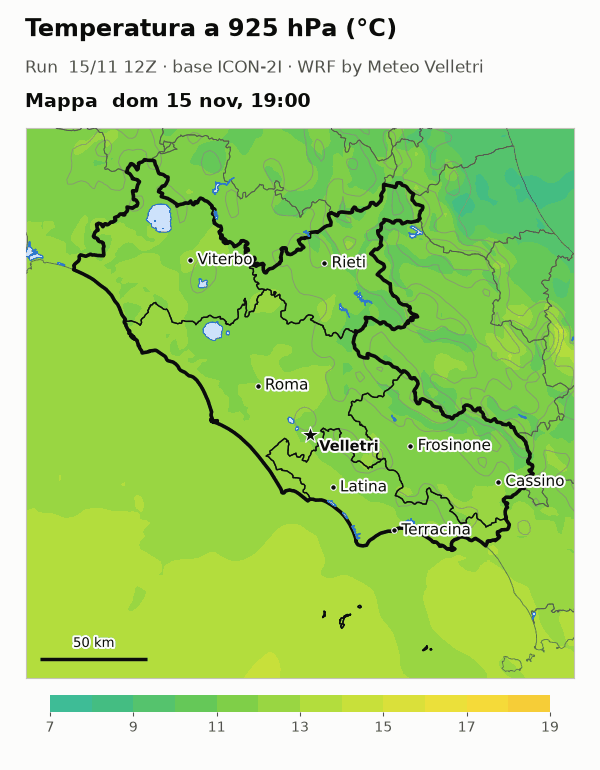 Temperatura a 925 hPa (°C)
Run  15/11 12Z · base ICON-2I · WRF by Meteo Velletri
Mappa  dom 15 nov, 19:00
Viterbo
Rieti
Roma
Velletri
Frosinone
Latina
Cassino
Terracina
50 km
7 9 11 13 15 17 19